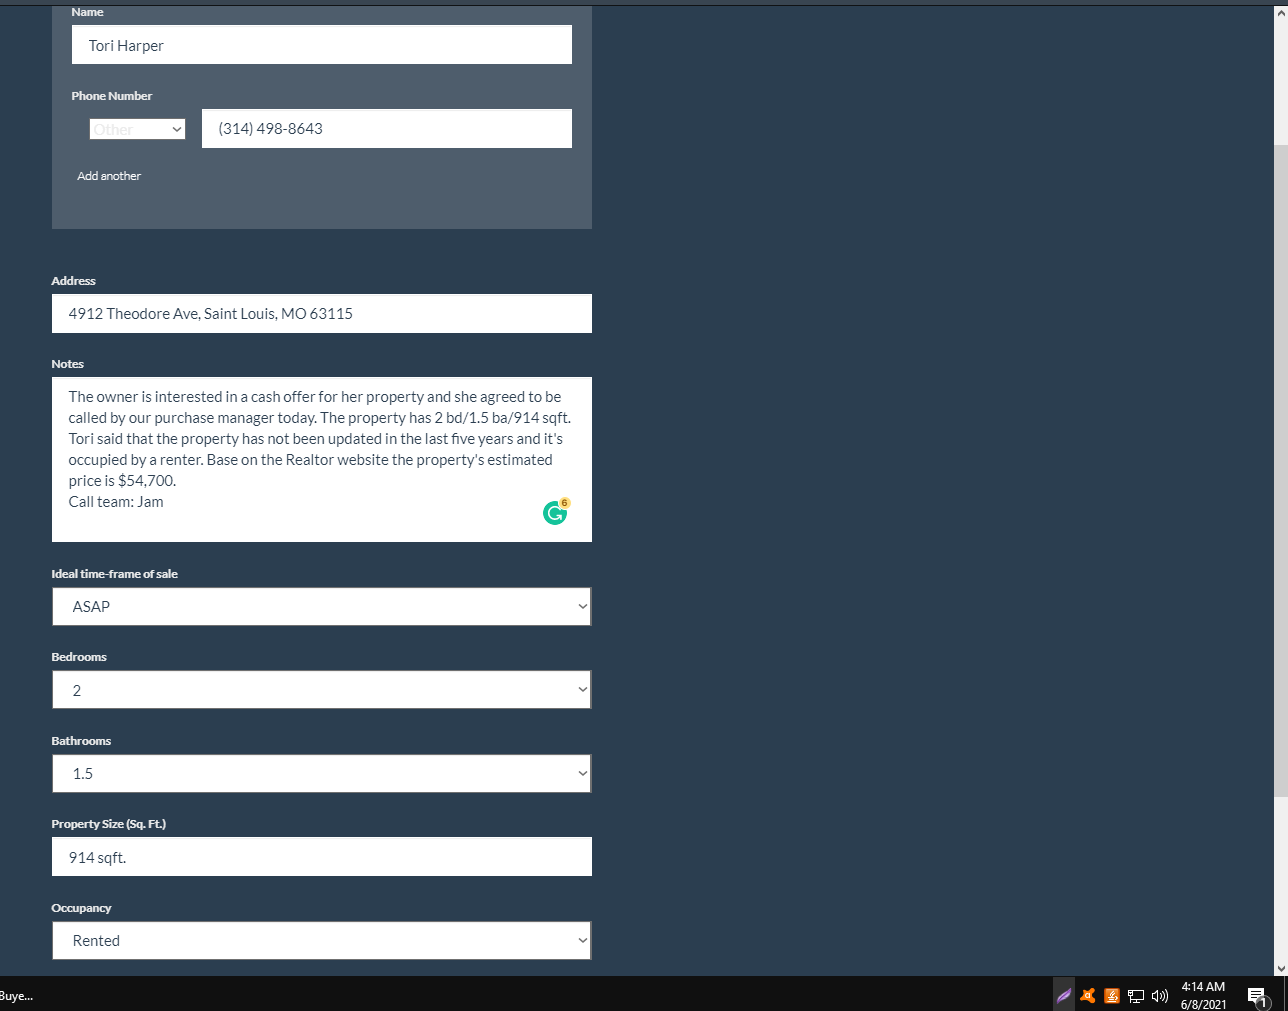 Name
Tori Harper
Phone Number
Other
(314) 498-8643
Add another
Address
4912 Theodore Ave, Saint Louis, MO 63115
Notes
The owner is interested in a cash offer for her property and she agreed to be
called by our purchase manager today. The property has 2 bd/1.5 ba/914 sqft.
Tori said that the property has not been updated in the last five years and it's
occupied by a renter. Base on the Realtor website the property's estimated
price is $54,700.
Call team: Jam
6
Ideal time-frame of sale
ASAP
Bedrooms
2
Bathrooms
1.5
Property Size (Sq. Ft.)
914 sqft.
Occupancy
Rented
Buye...
4:14 AM
6/8/2021
1